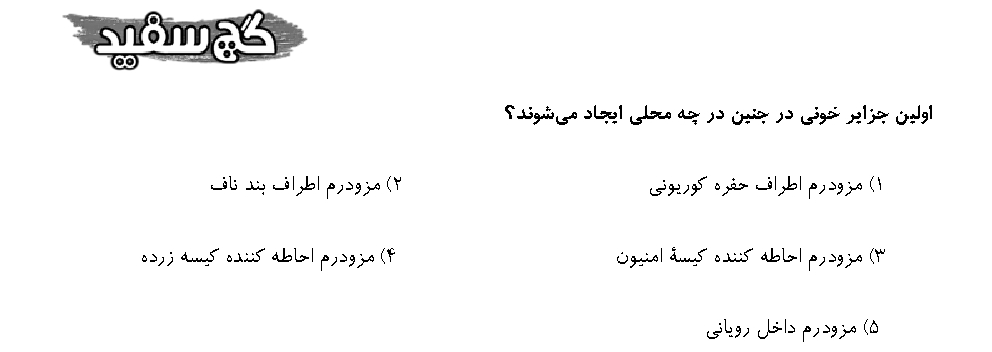 گچ سفید
اولین جزایر خونی در جنین در چه محلی ایجاد می‌شوند؟
۱) مزودرم اطراف حفره کوریونی ۲) مزودرم اطراف بند ناف
۳) مزودرم احاطه کننده کیسهٔ امنیون ۴) مزودرم احاطه کننده کیسه زرده
۵) مزودرم داخل رویانی